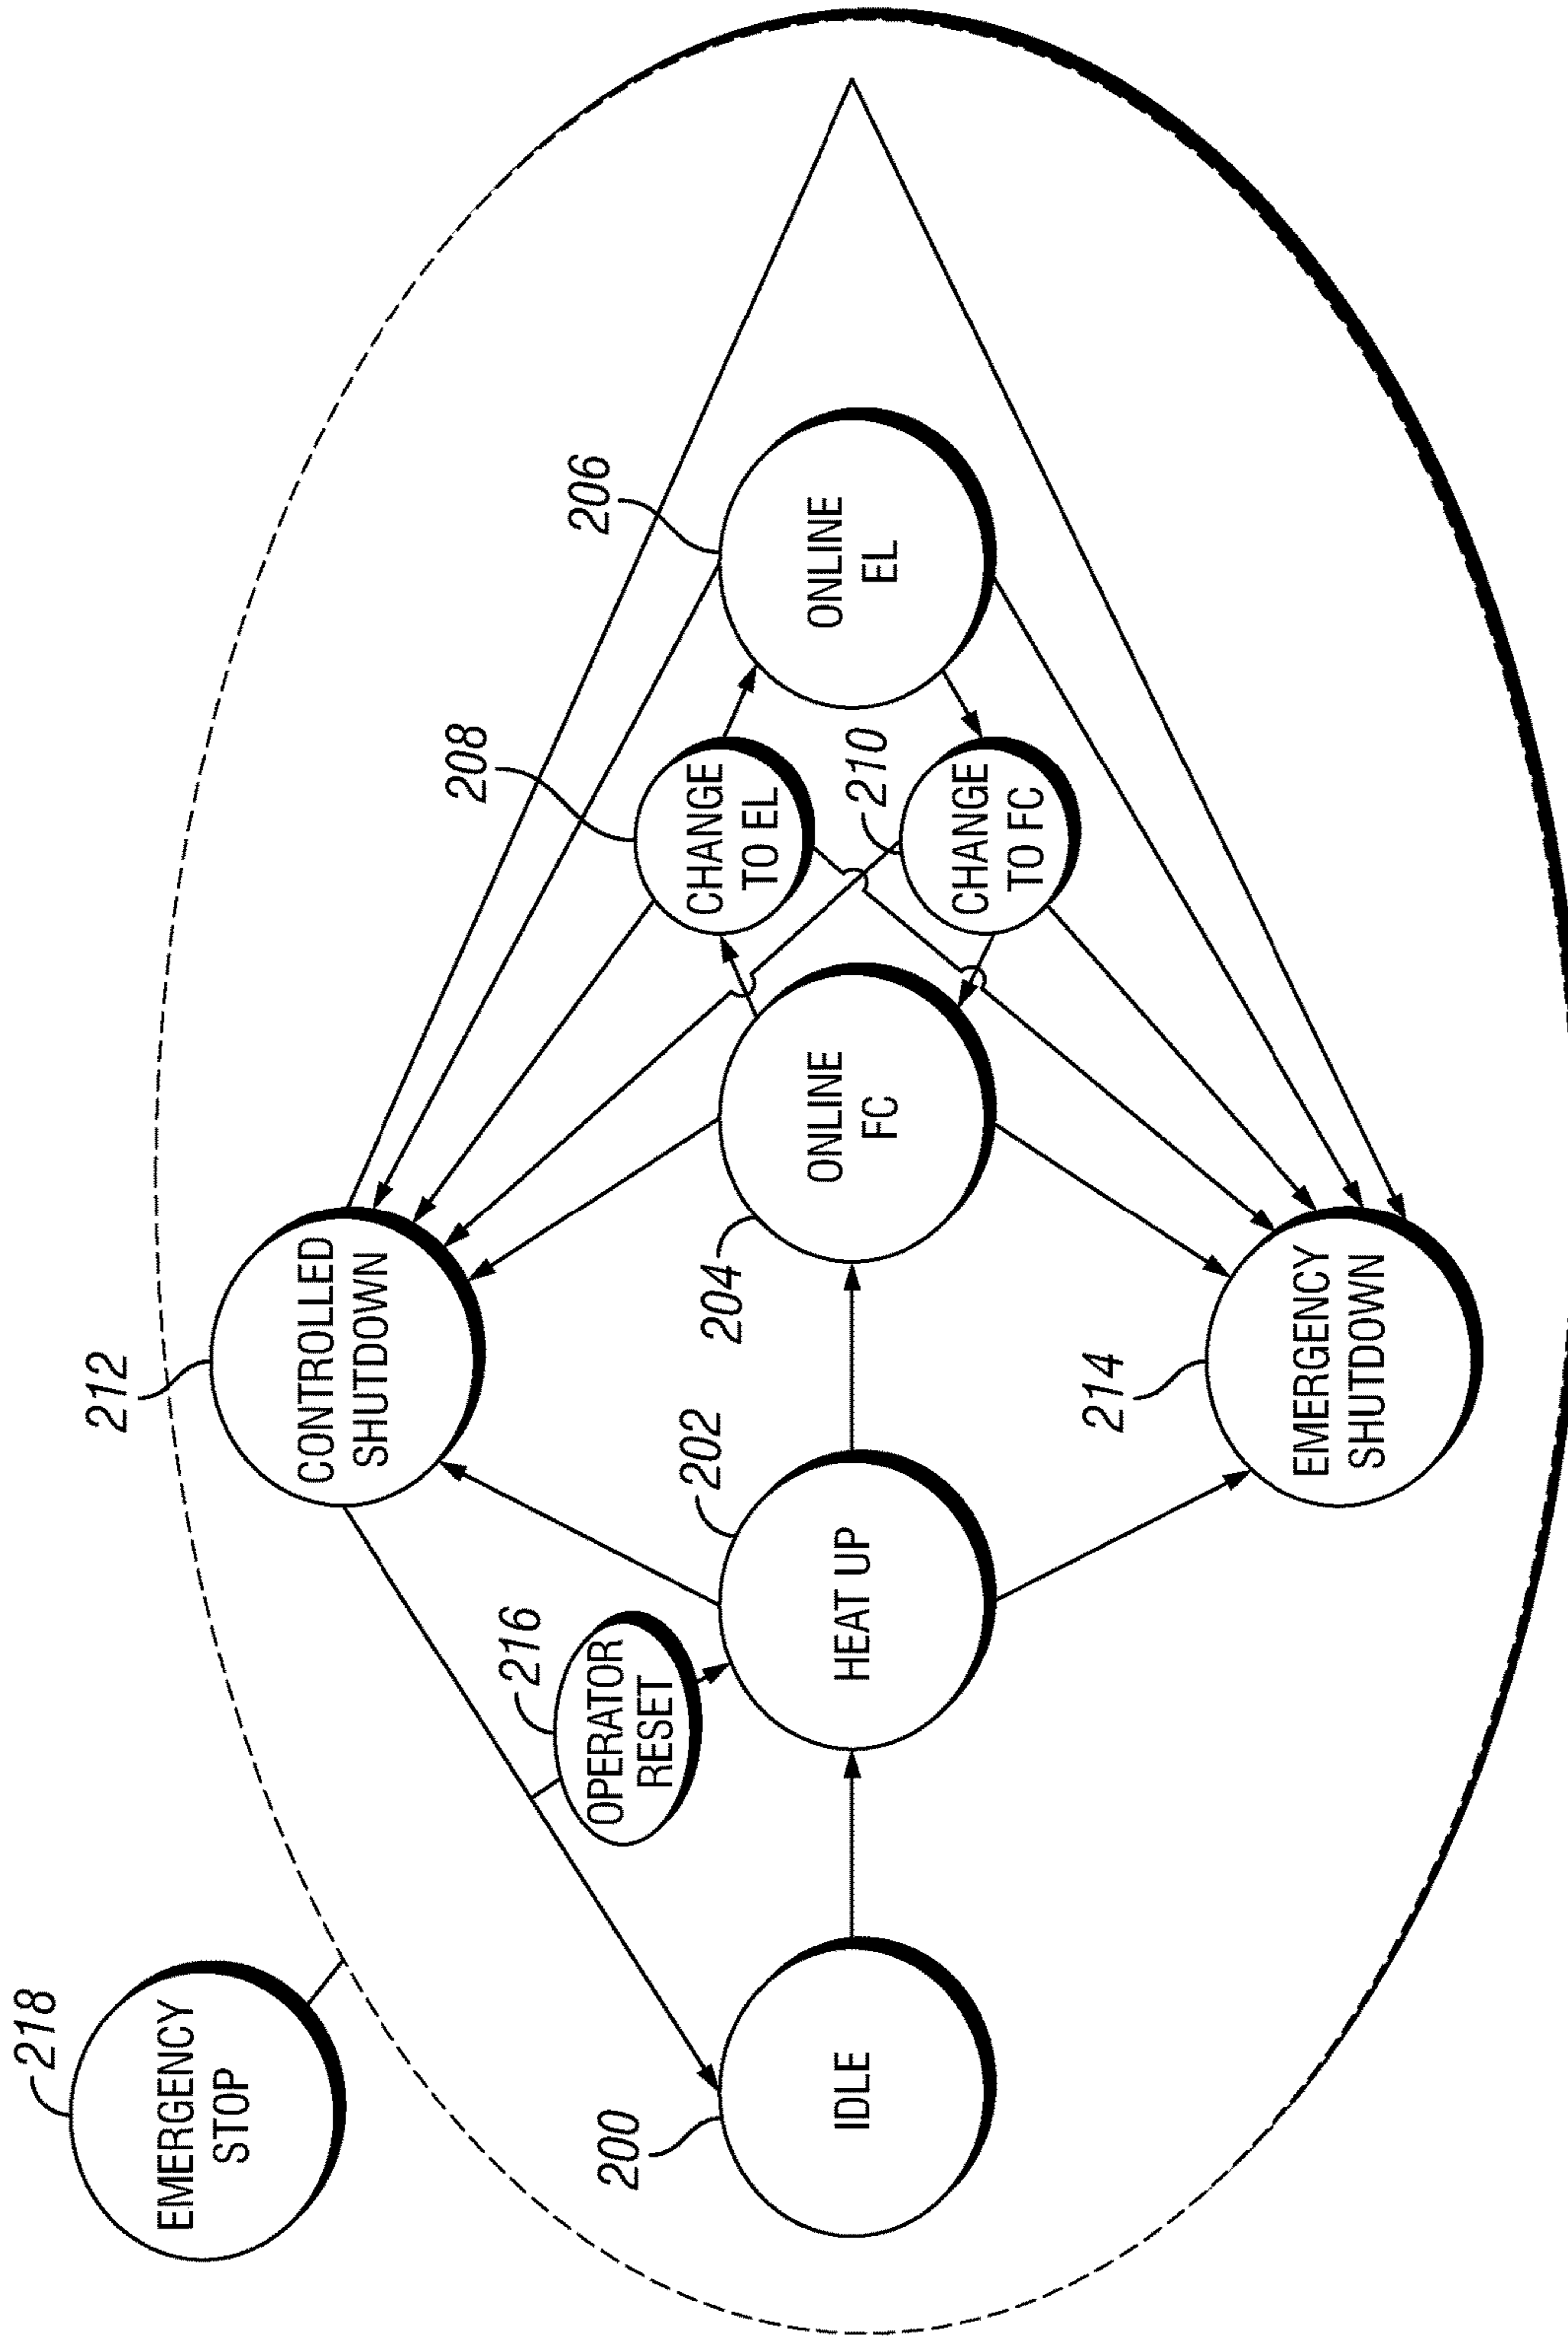 218
EMERGENCY
STOP
212
CONTROLLED
SHUTDOWN
216
OPERATOR
RESET
208
CHANGE
TO EL
206
200
IDLE
202
HEAT UP
204
ONLINE
FC
210
CHANGE
TO FC
ONLINE
EL
214
EMERGENCY
SHUTDOWN